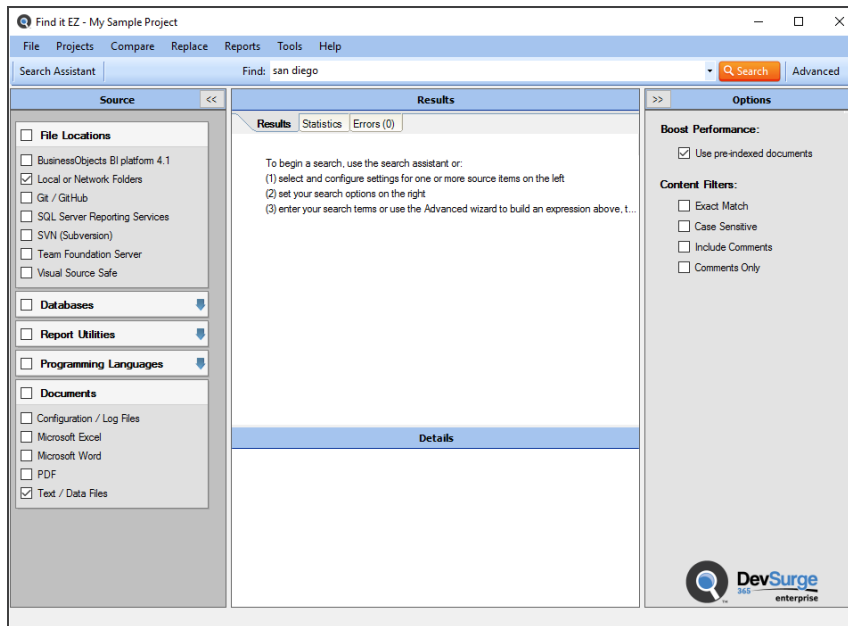 Find it EZ - My Sample Project
File Projects Compare Replace Reports Tools Help
Search Assistant Find: san diego Search Advanced
Source <<
File Locations
BusinessObjects BI platform 4.1
Local or Network Folders
Git / GitHub
SQL Server Reporting Services
SVN (Subversion)
Team Foundation Server
Visual Source Safe
Databases
Report Utilities
Programming Languages
Documents
Configuration / Log Files
Microsoft Excel
Microsoft Word
PDF
Text / Data Files
Results
Results Statistics Errors (0)
To begin a search, use the search assistant or:
(1) select and configure settings for one or more source items on the left
(2) set your search options on the right
(3) enter your search terms or use the Advanced wizard to build an expression above, t...
Details
>> Options
Boost Performance:
Use pre-indexed documents
Content Filters:
Exact Match
Case Sensitive
Include Comments
Comments Only
DevSurge
365
enterprise